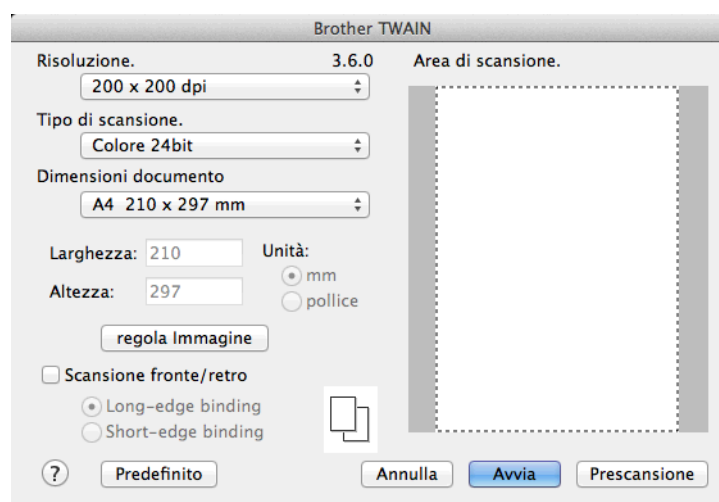 Brother TWAIN
Risoluzione. 3.6.0
200 x 200 dpi
Tipo di scansione.
Colore 24bit
Dimensioni documento
A4 210 x 297 mm
Larghezza: 210
Altezza: 297
Unità:
mm
pollice
regola Immagine
Scansione fronte/retro
Long-edge binding
Short-edge binding
Area di scansione.
? Predefinito Annulla Avvia Prescansione